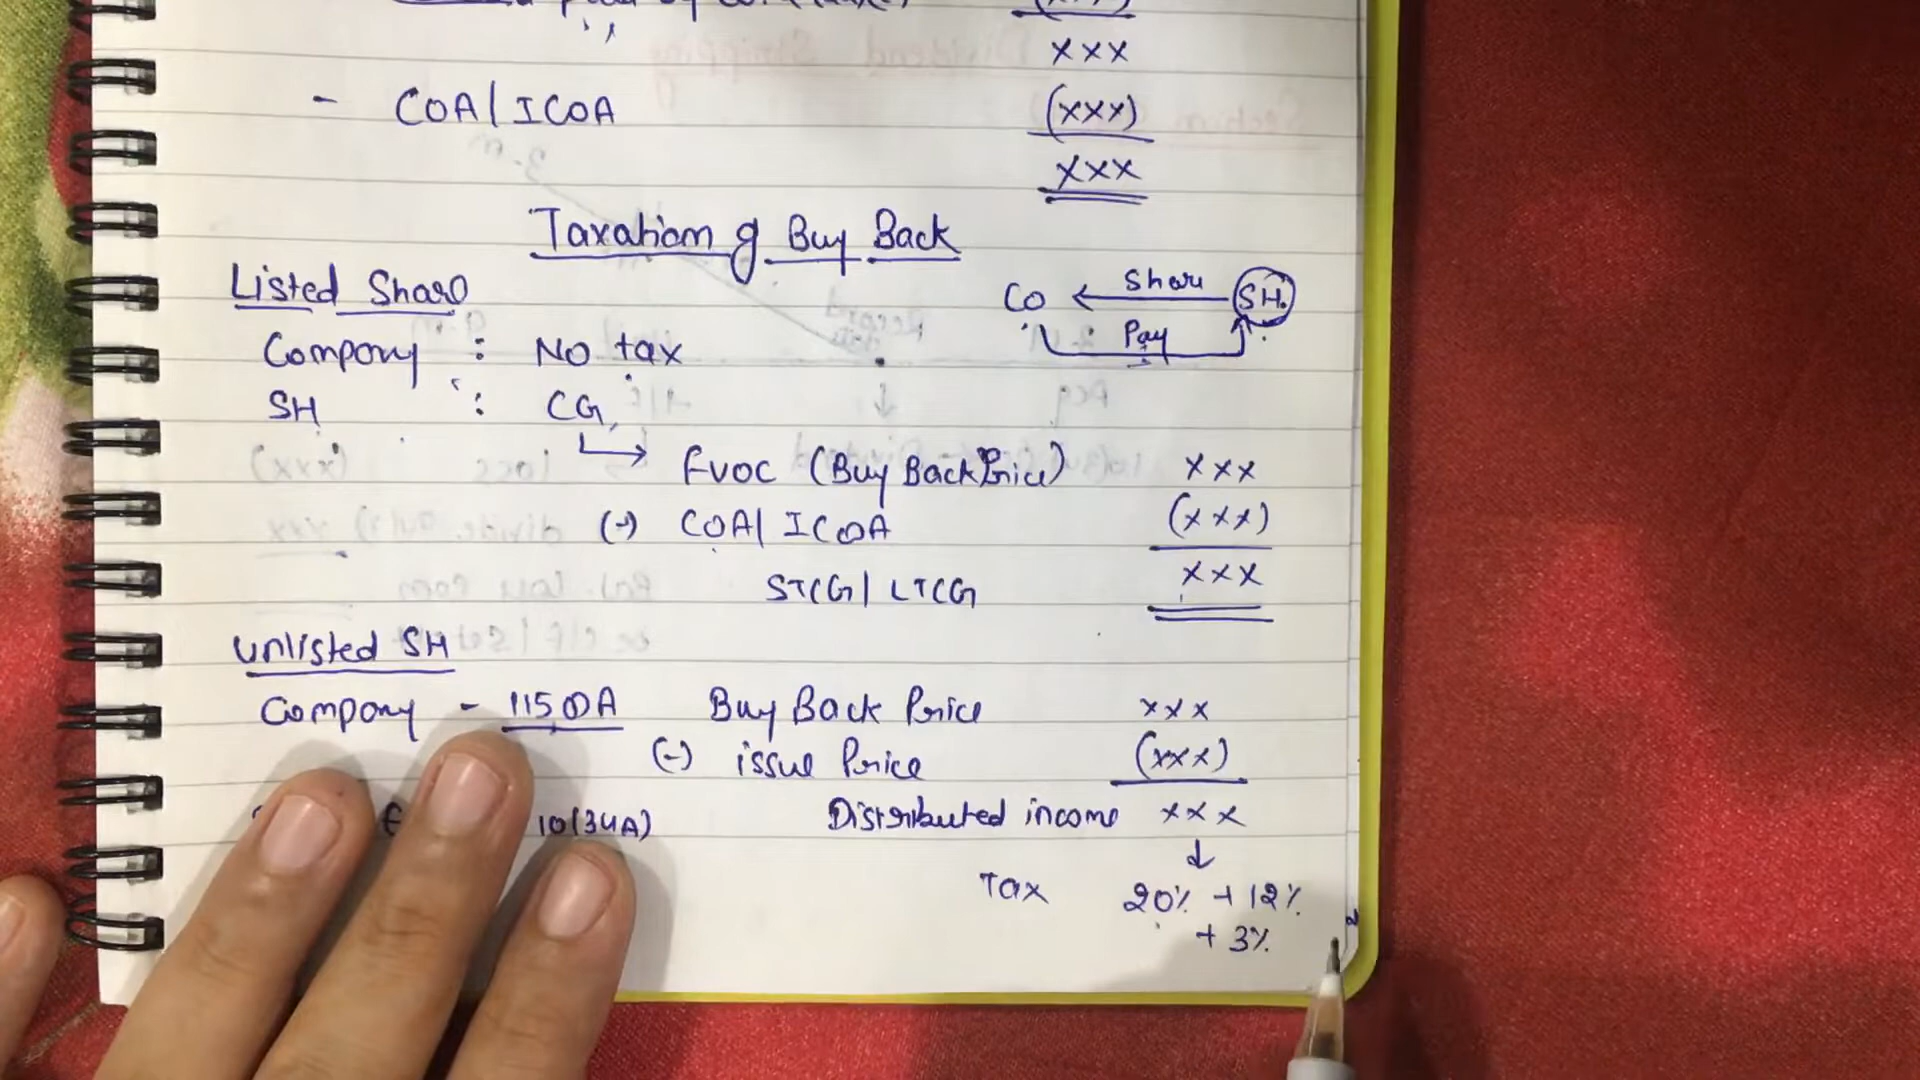 xxx
- COA/ICOA (xxx)
xxx
Taxation of Buy Back
Listed Share
Co Share SH.
Pay
Company : No tax
SH : CG
FVOC (Buy Back Price) xxx
(-) COA/ICOA (xxx)
STCG/LTCG xxx
Unlisted SH
Company - 115QA Buy Back Price xxx
(-) issue Price (xxx)
10(34A) Distributed income xxx
Tax 20% + 12%
+ 3%